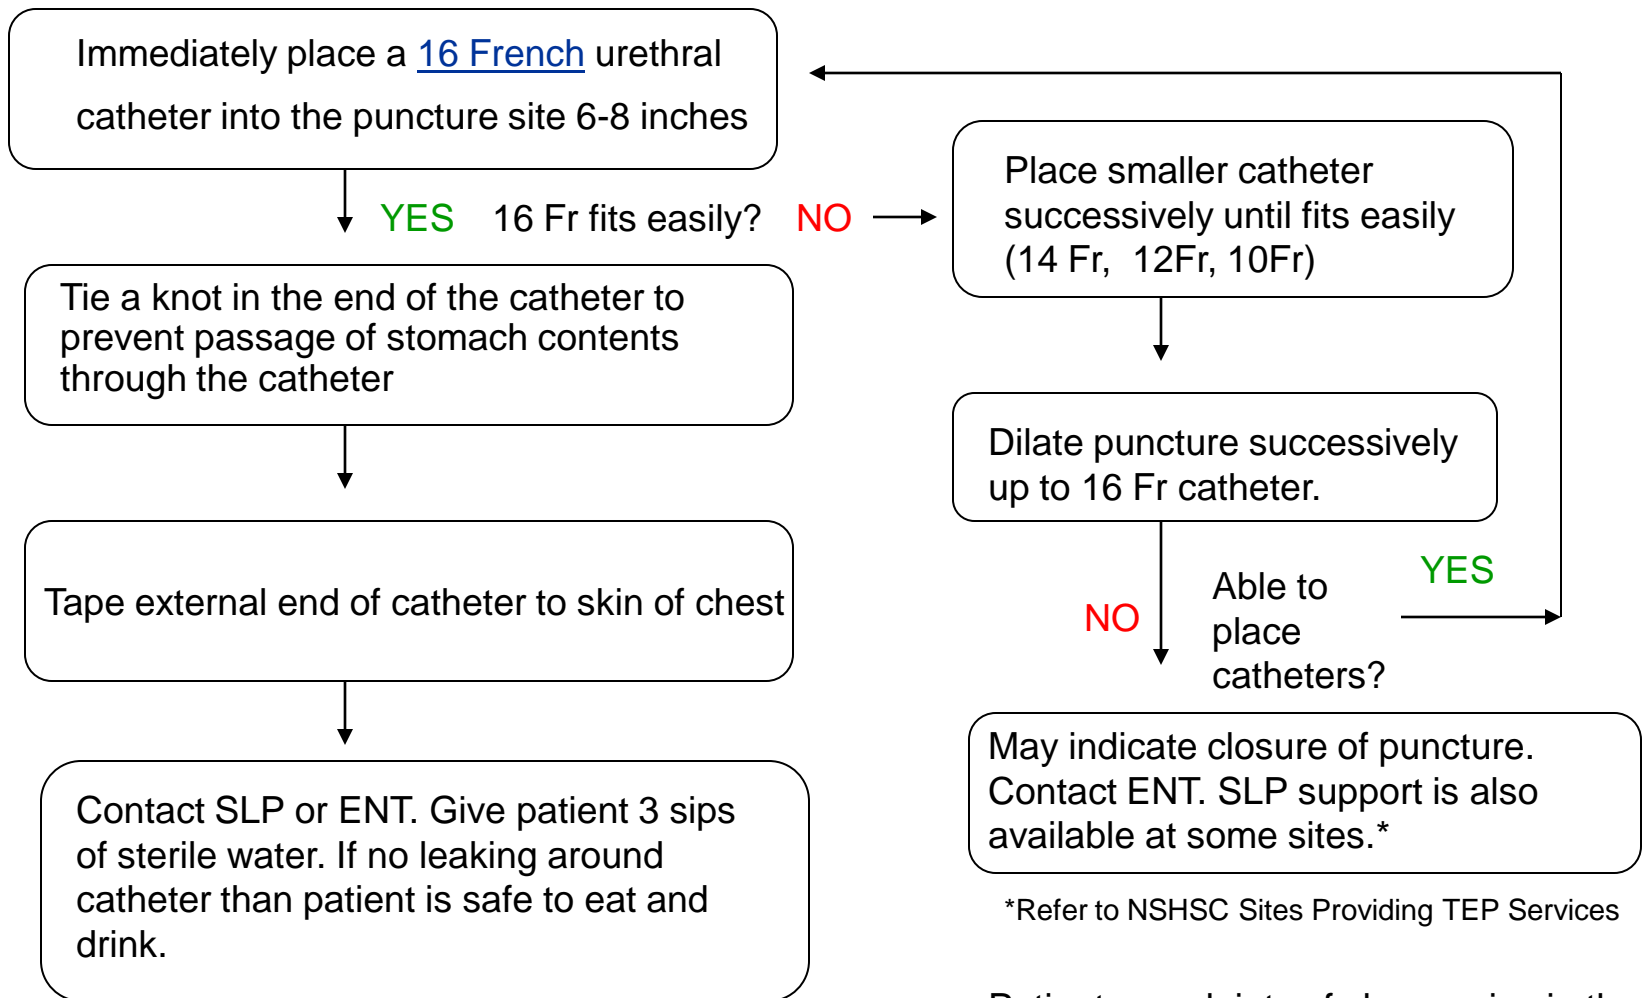 Immediately place a 16 French urethral
catheter into the puncture site 6-8 inches
YES 16 Fr fits easily? NO
Place smaller catheter
successively until fits easily
(14 Fr,  12Fr, 10Fr)
Tie a knot in the end of the catheter to
prevent passage of stomach contents
through the catheter
Dilate puncture successively
up to 16 Fr catheter.
Tape external end of catheter to skin of chest
NO
Able to
place
catheters?
YES
Contact SLP or ENT. Give patient 3 sips
of sterile water. If no leaking around
catheter than patient is safe to eat and
drink.
May indicate closure of puncture.
Contact ENT. SLP support is also
available at some sites.*
*Refer to NSHSC Sites Providing TEP Services